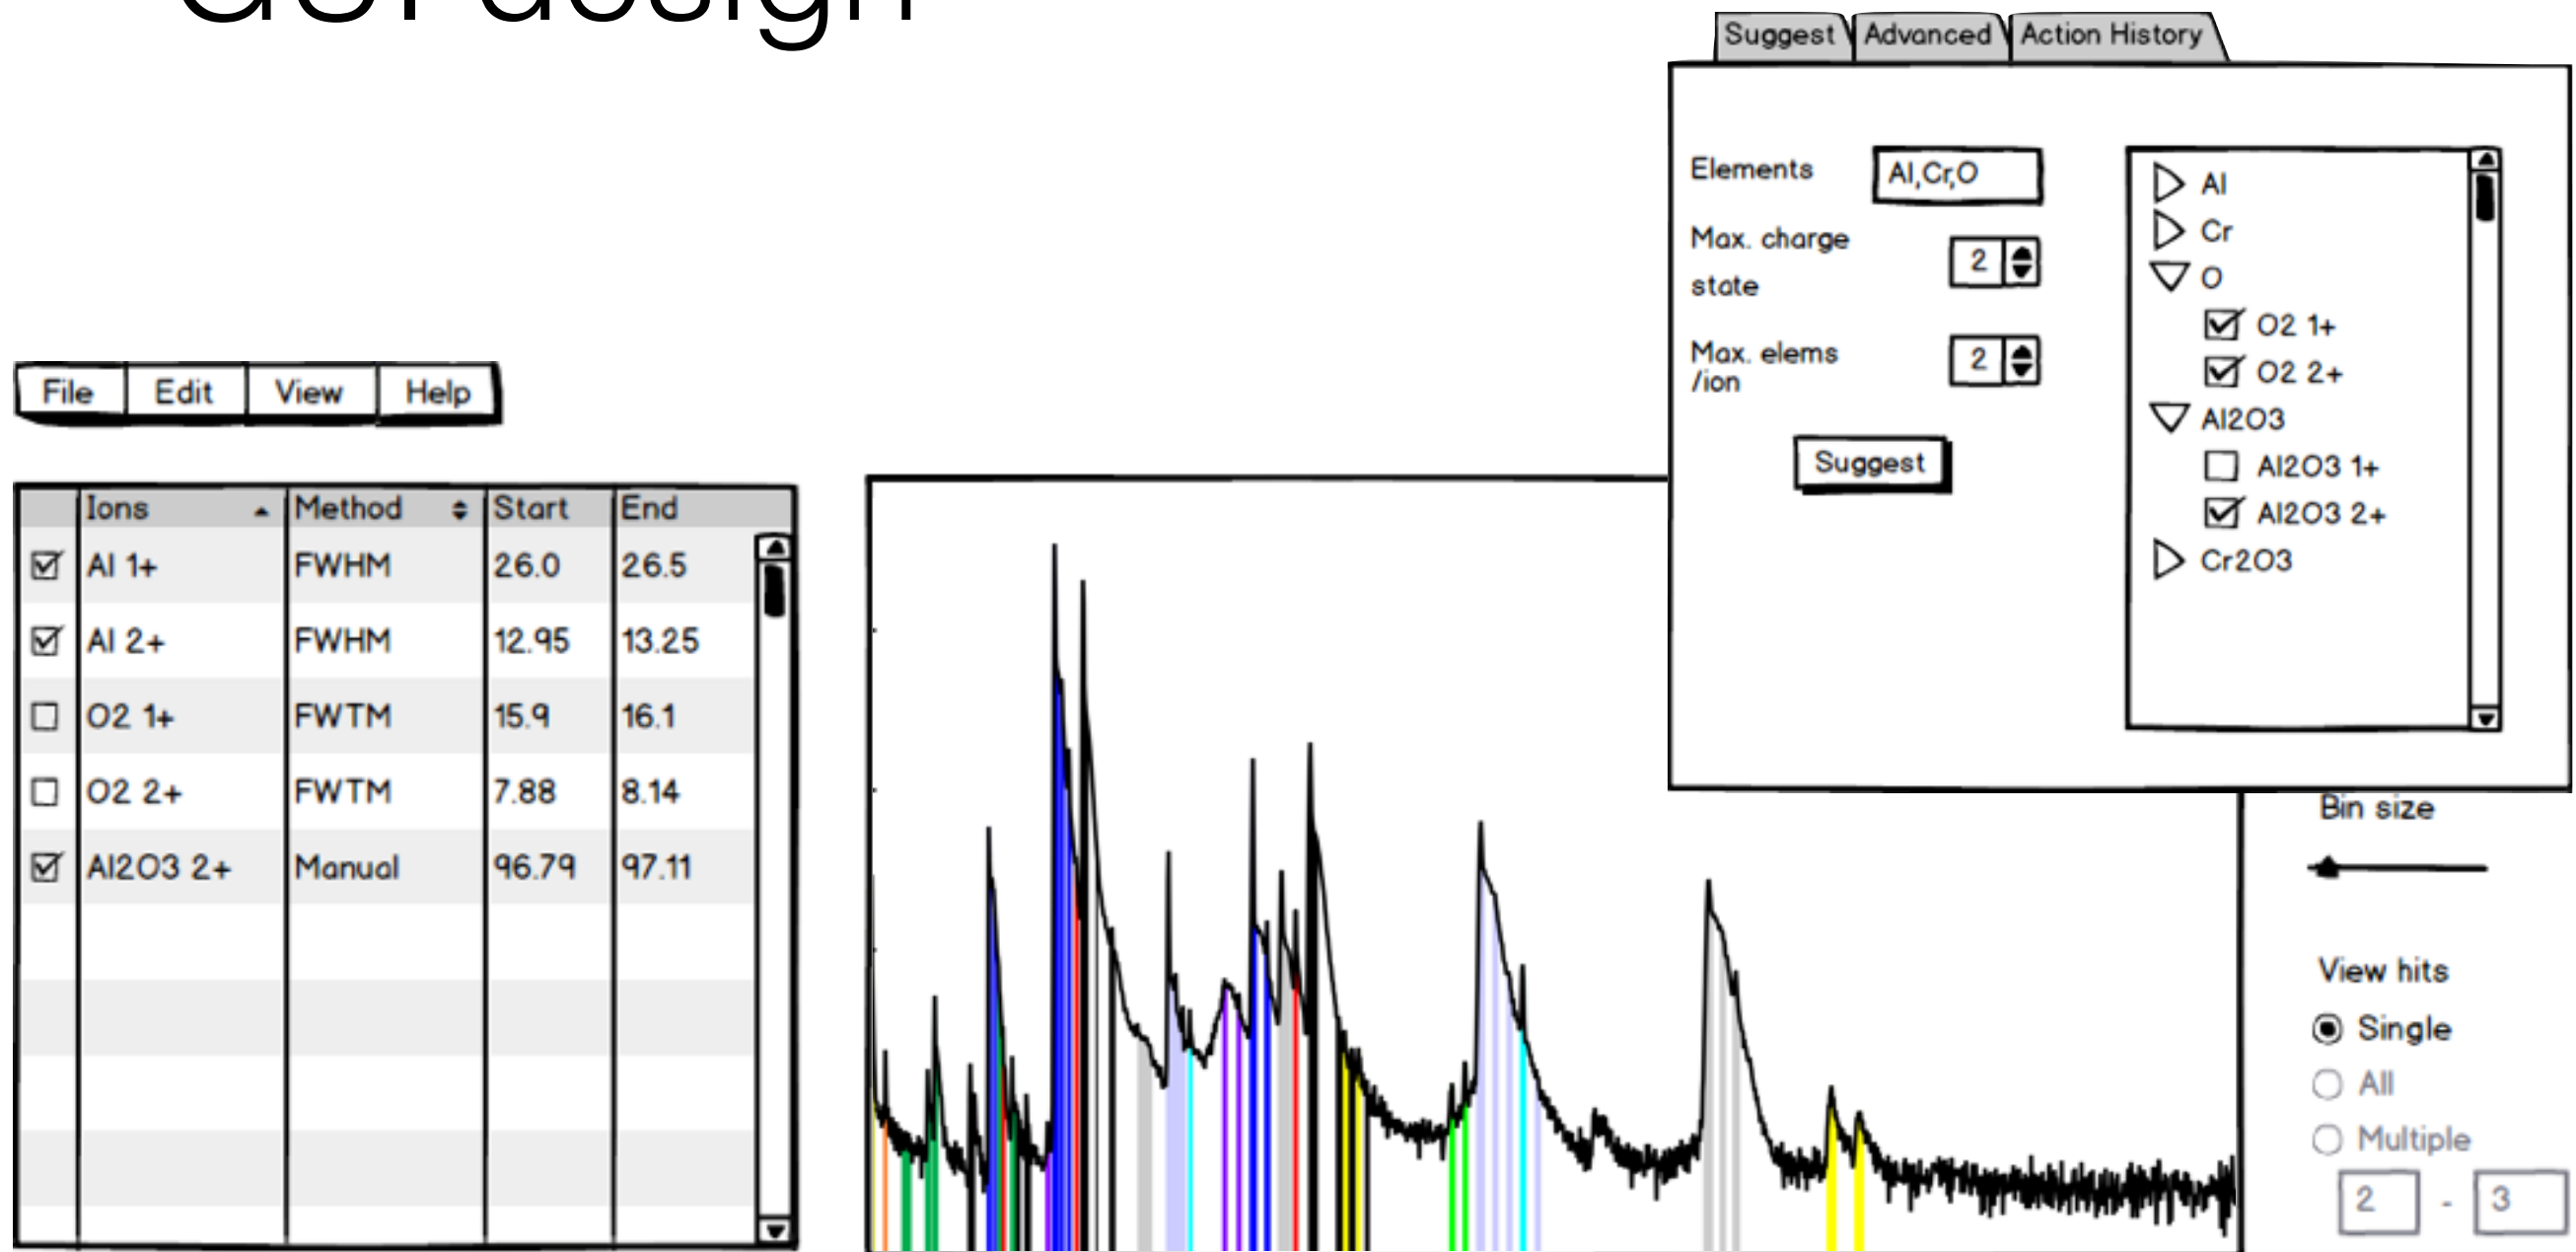 GUI design
Suggest Advanced Action History
Elements Al,Cr,O
Max. charge
state 2
Max. elems
/ion 2
Suggest
Al
Cr
O
O2 1+
O2 2+
Al2O3
Al2O3 1+
Al2O3 2+
Cr2O3
File Edit View Help
Ions Method Start End
Al 1+ FWHM 26.0 26.5
Al 2+ FWHM 12.95 13.25
O2 1+ FWTM 15.9 16.1
O2 2+ FWTM 7.88 8.14
Al2O3 2+ Manual 96.79 97.11
Bin size
View hits
Single
All
Multiple
2 - 3